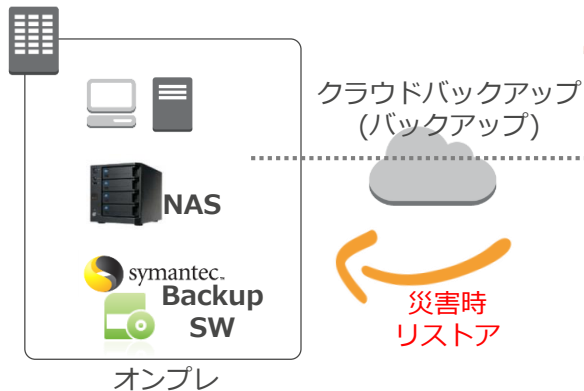 クラウドバックアップ
(バックアップ)
NAS
symantec.
Backup
SW
災害時
リストア
オンプレ